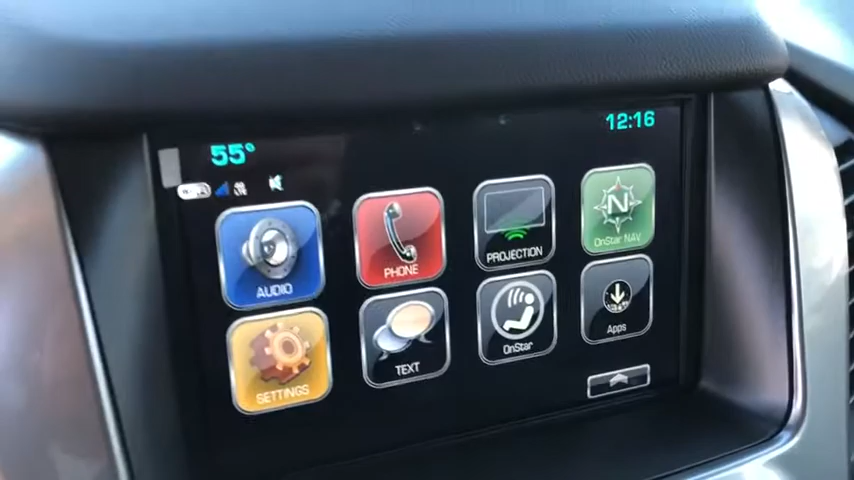 55°
12:16
AUDIO
PHONE
PROJECTION
N
OnStar NAV
SETTINGS
TEXT
OnStar
Apps